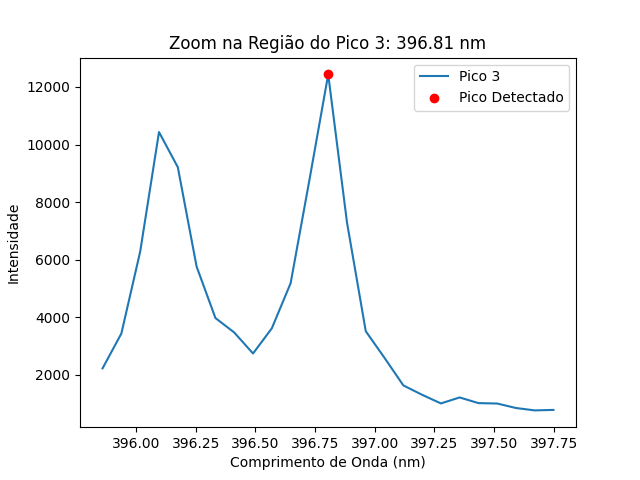 Zoom na Região do Pico 3: 396.81 nm
Pico 3
Pico Detectado
Intensidade
12000
10000
8000
6000
4000
2000
396.00 396.25 396.50 396.75 397.00 397.25 397.50 397.75
Comprimento de Onda (nm)